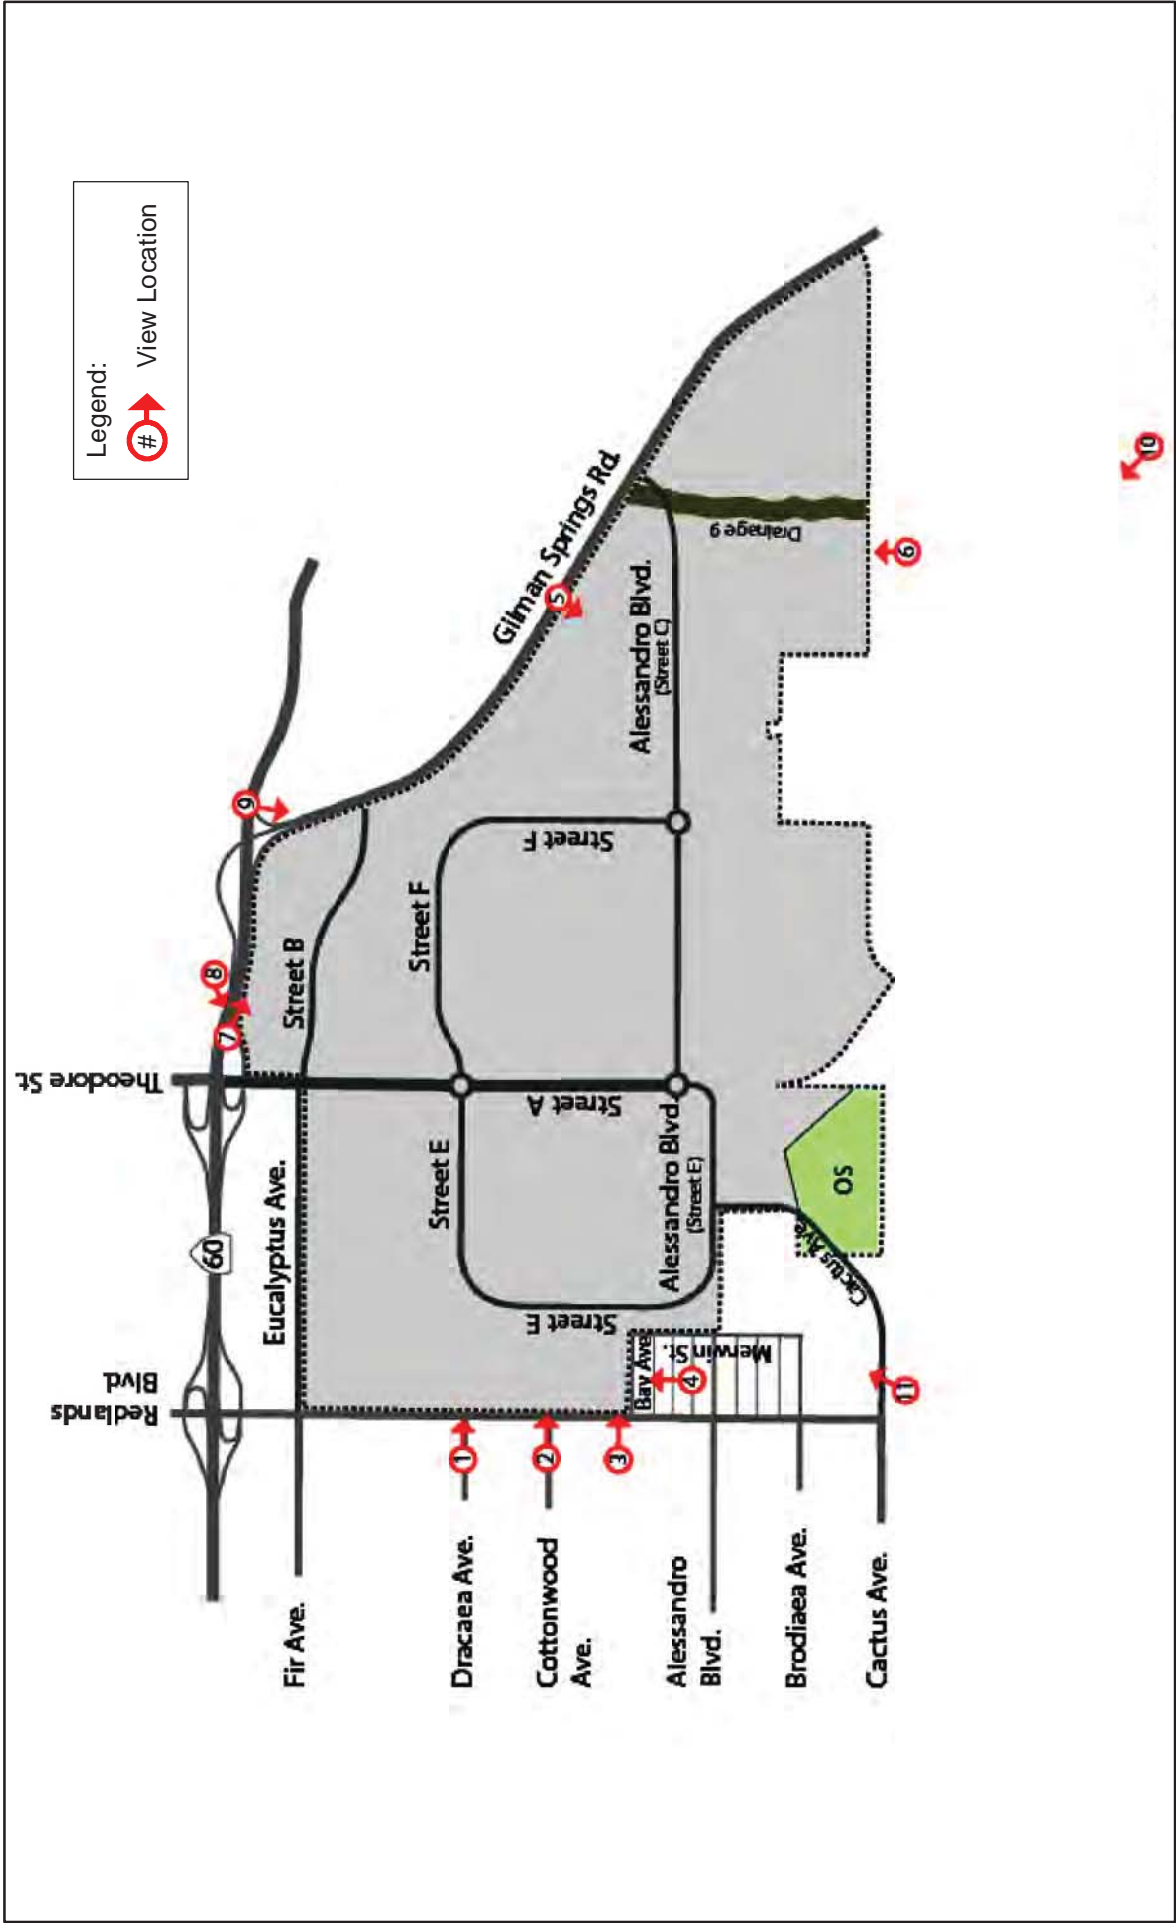 Legend:
# View Location
Theodore St.
Redlands
Blvd.
60
8
7
9
Gilman Springs Rd.
5
Eucalyptus Ave.
Street B
Street F
Street F
Street E
Street A
Street E
Alessandro Blvd.
(Street C)
Alessandro Blvd.
(Street E)
Drainage 9
6
10
Bay Ave
4
Merwin St.
Cactus Ave.
OS
11
1
2
3
Fir Ave.
Dracaea Ave.
Cottonwood
Ave.
Alessandro
Blvd.
Brodiaea Ave.
Cactus Ave.